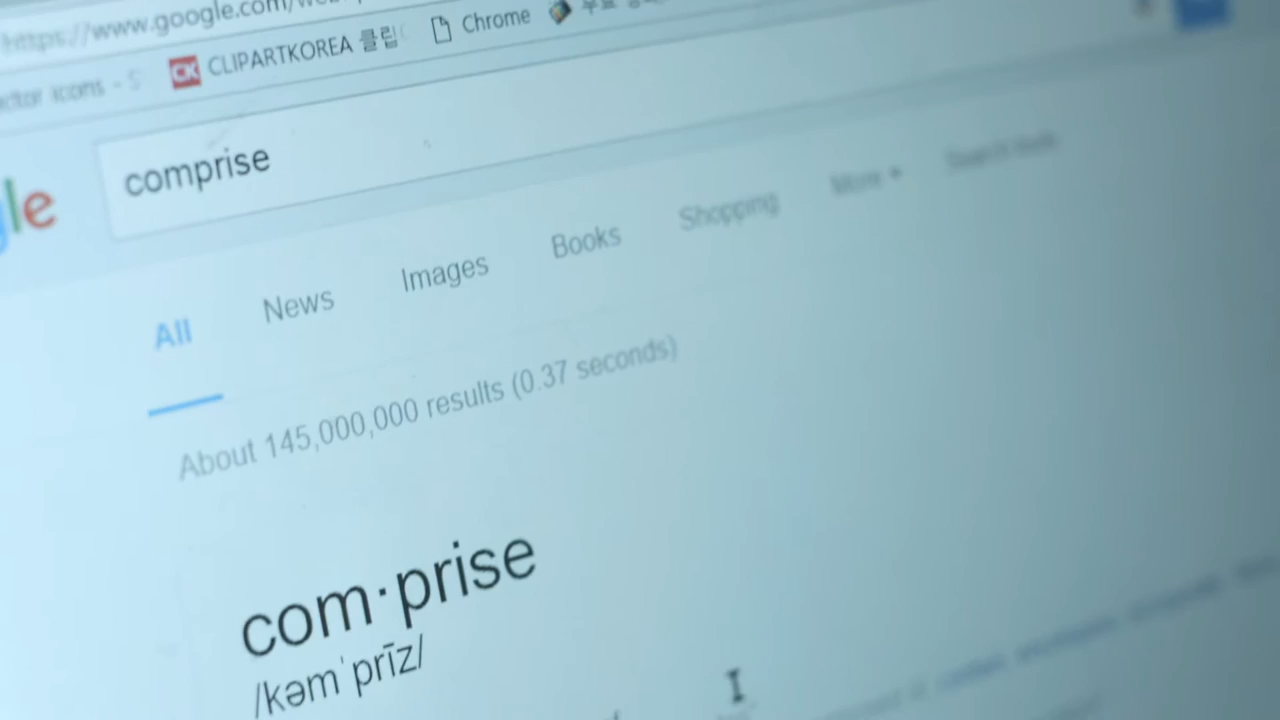 https://www.google.com/
CLIPARTKOREA 클립
Chrome
gle
comprise
All
News
Images
Books
Shopping
More
About 145,000,000 results (0.37 seconds)
com·prise
/kəmˈprīz/